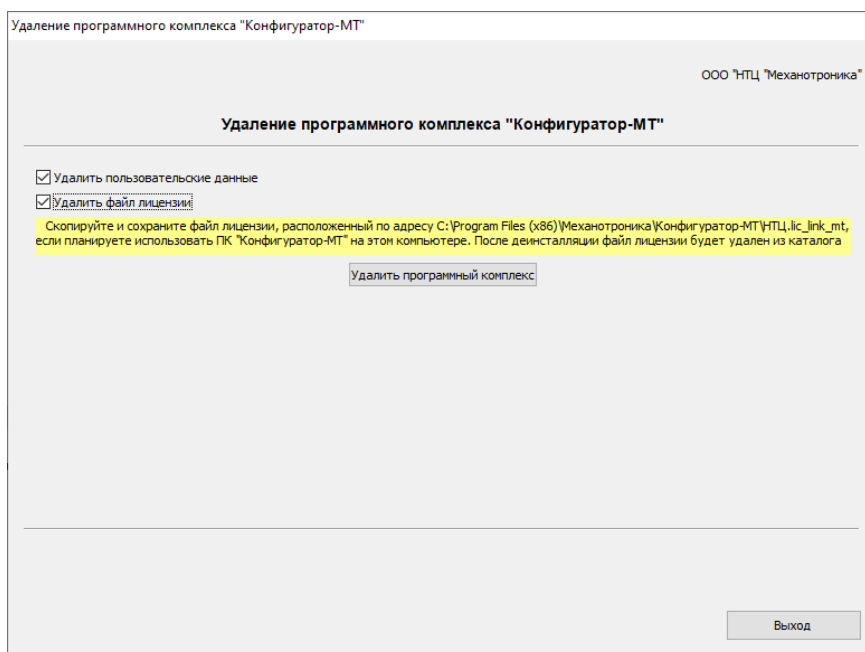 Удаление программного комплекса "Конфигуратор-МТ"
ООО "НТЦ "Механотроника"
Удаление программного комплекса "Конфигуратор-МТ"
Удалить пользовательские данные
Удалить файл лицензии
Скопируйте и сохраните файл лицензии, расположенный по адресу C:\Program Files (x86)\Механотроника\Конфигуратор-МТ\НТЦ.lic_link_mt,
если планируете использовать ПК "Конфигуратор-МТ" на этом компьютере. После деинсталляции файл лицензии будет удален из каталога
Удалить программный комплекс
Выход